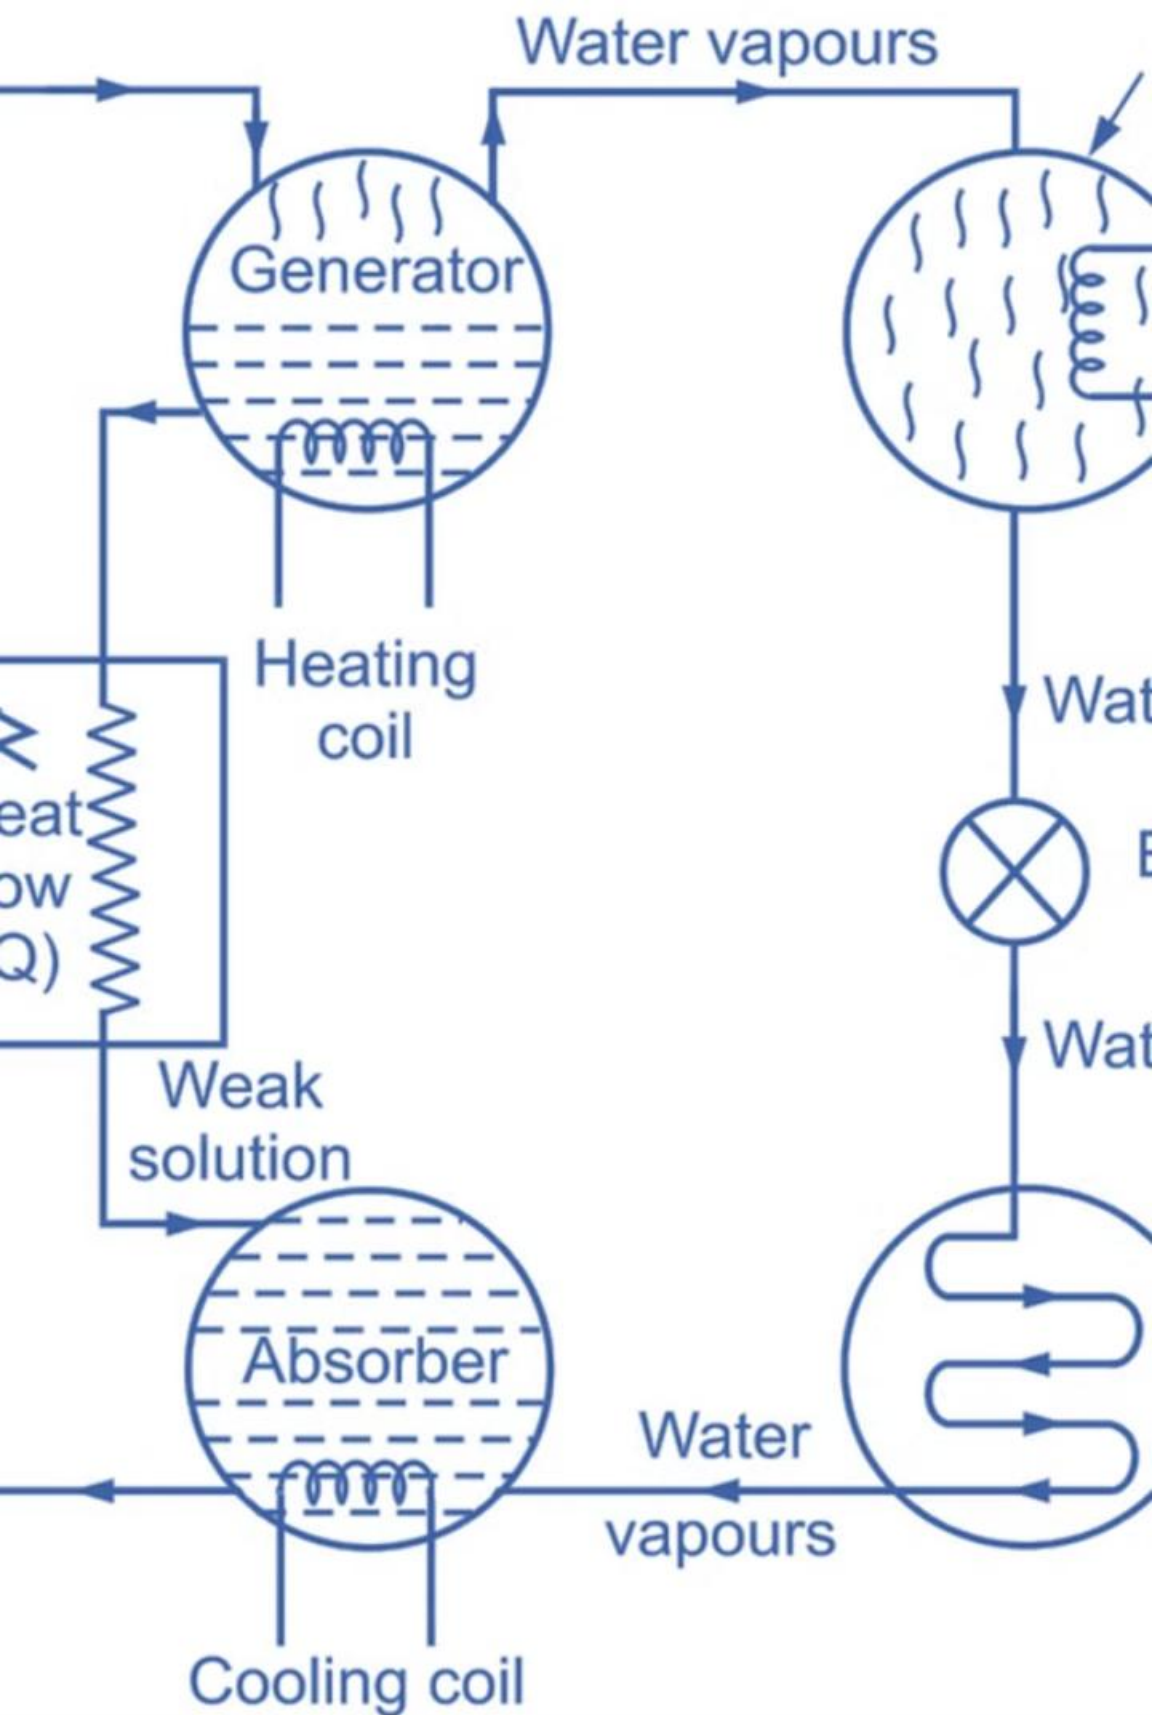 Water vapours
Generator
Heating
coil
Weak
solution
Absorber
Water
vapours
Cooling coil